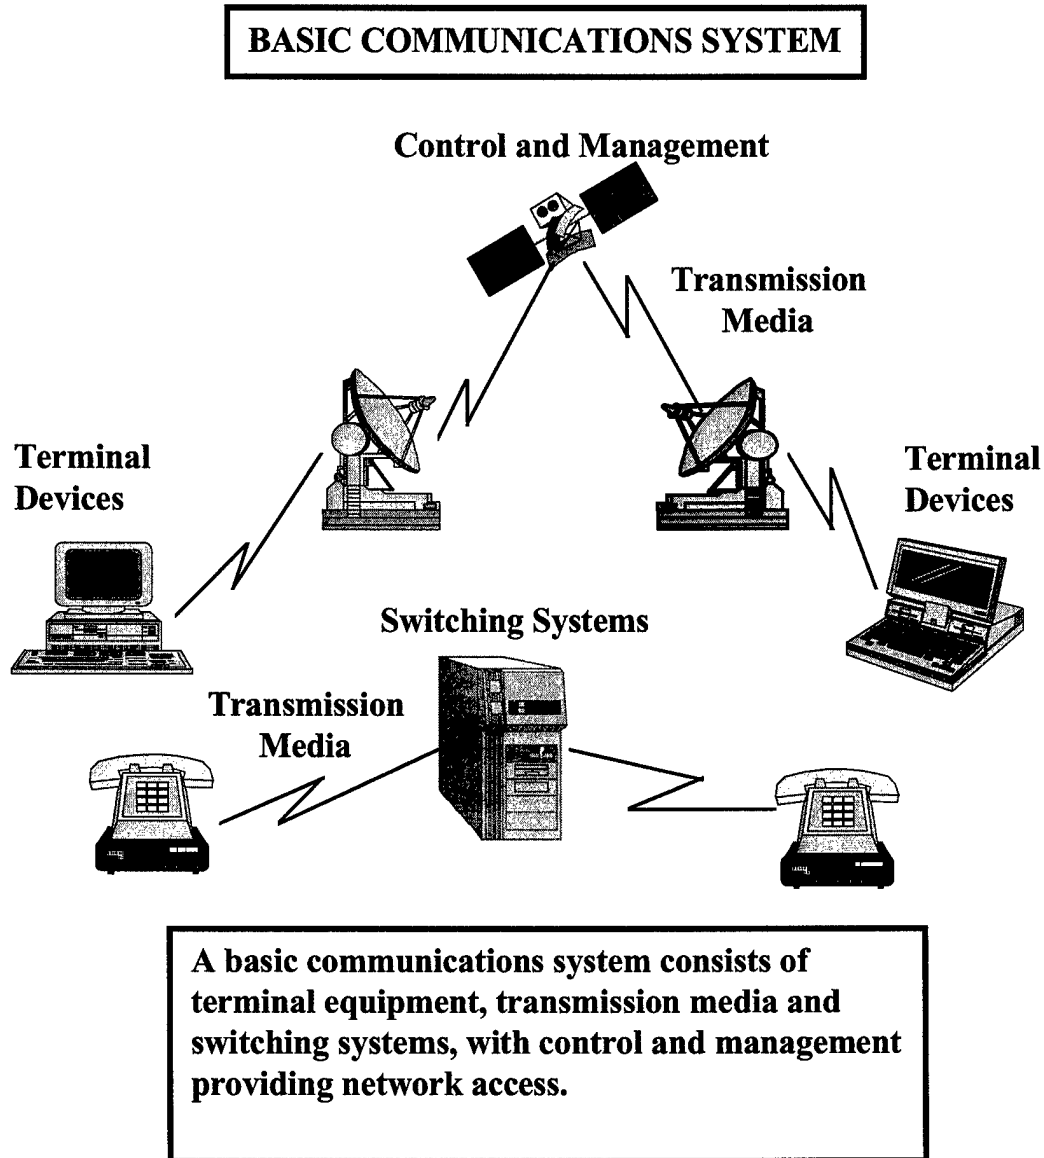 BASIC COMMUNICATIONS SYSTEM
Control and Management
Transmission
Media
Terminal
Devices
Terminal
Devices
Switching Systems
Transmission
Media
A basic communications system consists of
terminal equipment, transmission media and
switching systems, with control and management
providing network access.